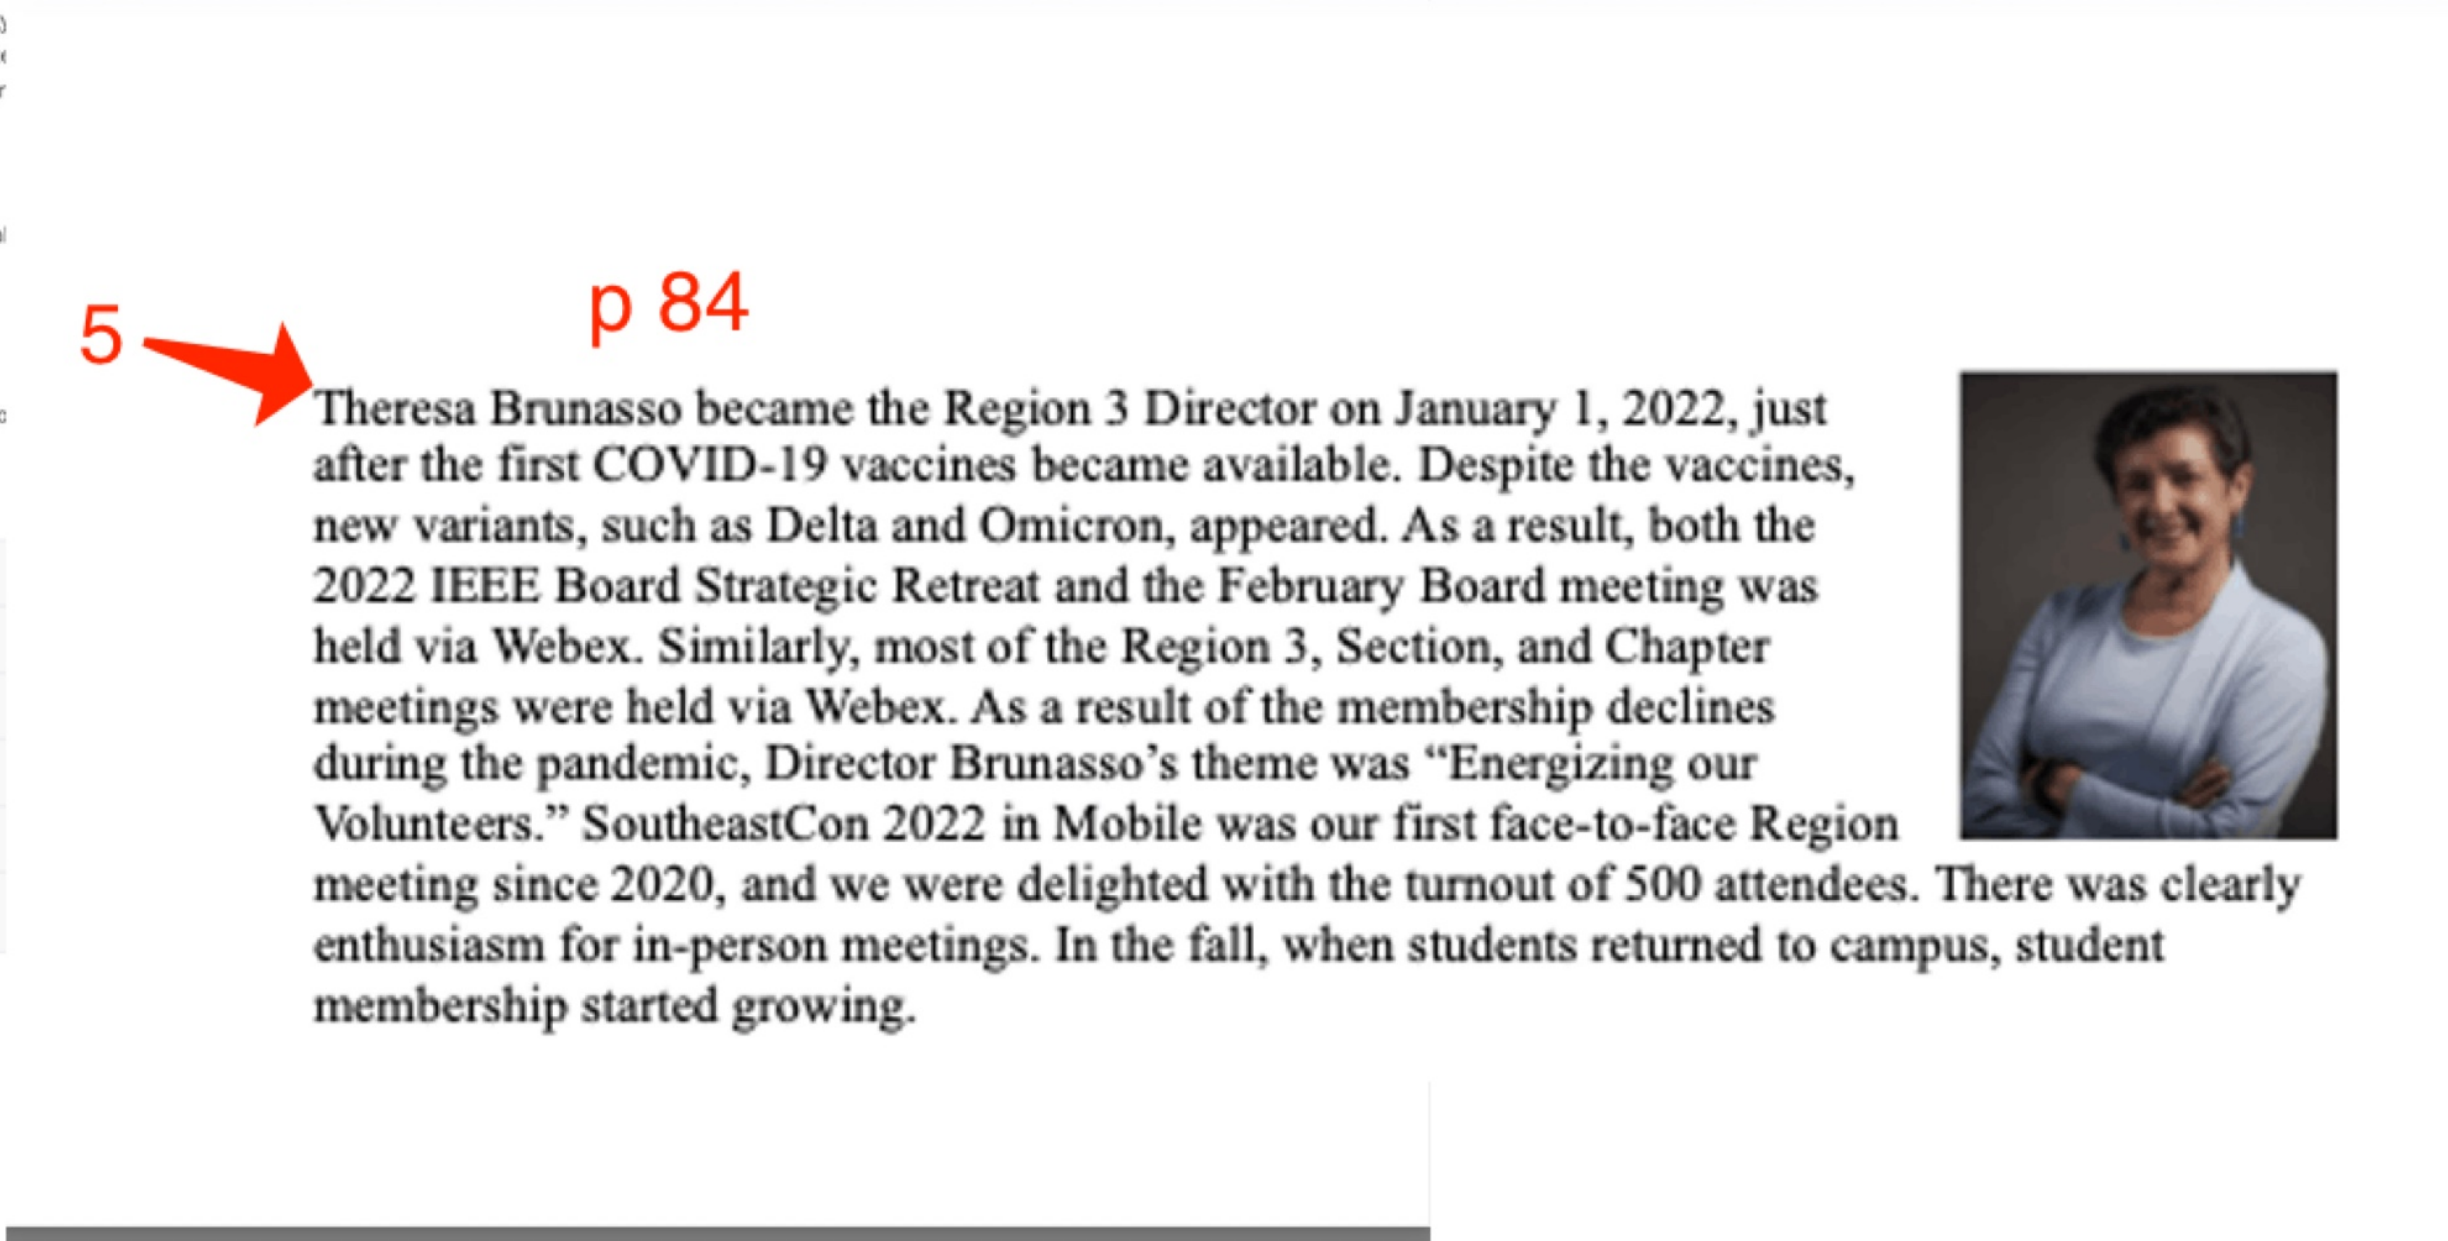 p 84
5
Theresa Brunasso became the Region 3 Director on January 1, 2022, just
after the first COVID-19 vaccines became available. Despite the vaccines,
new variants, such as Delta and Omicron, appeared. As a result, both the
2022 IEEE Board Strategic Retreat and the February Board meeting was
held via Webex. Similarly, most of the Region 3, Section, and Chapter
meetings were held via Webex. As a result of the membership declines
during the pandemic, Director Brunasso’s theme was “Energizing our
Volunteers.” SoutheastCon 2022 in Mobile was our first face-to-face Region
meeting since 2020, and we were delighted with the turnout of 500 attendees. There was clearly
enthusiasm for in-person meetings. In the fall, when students returned to campus, student
membership started growing.